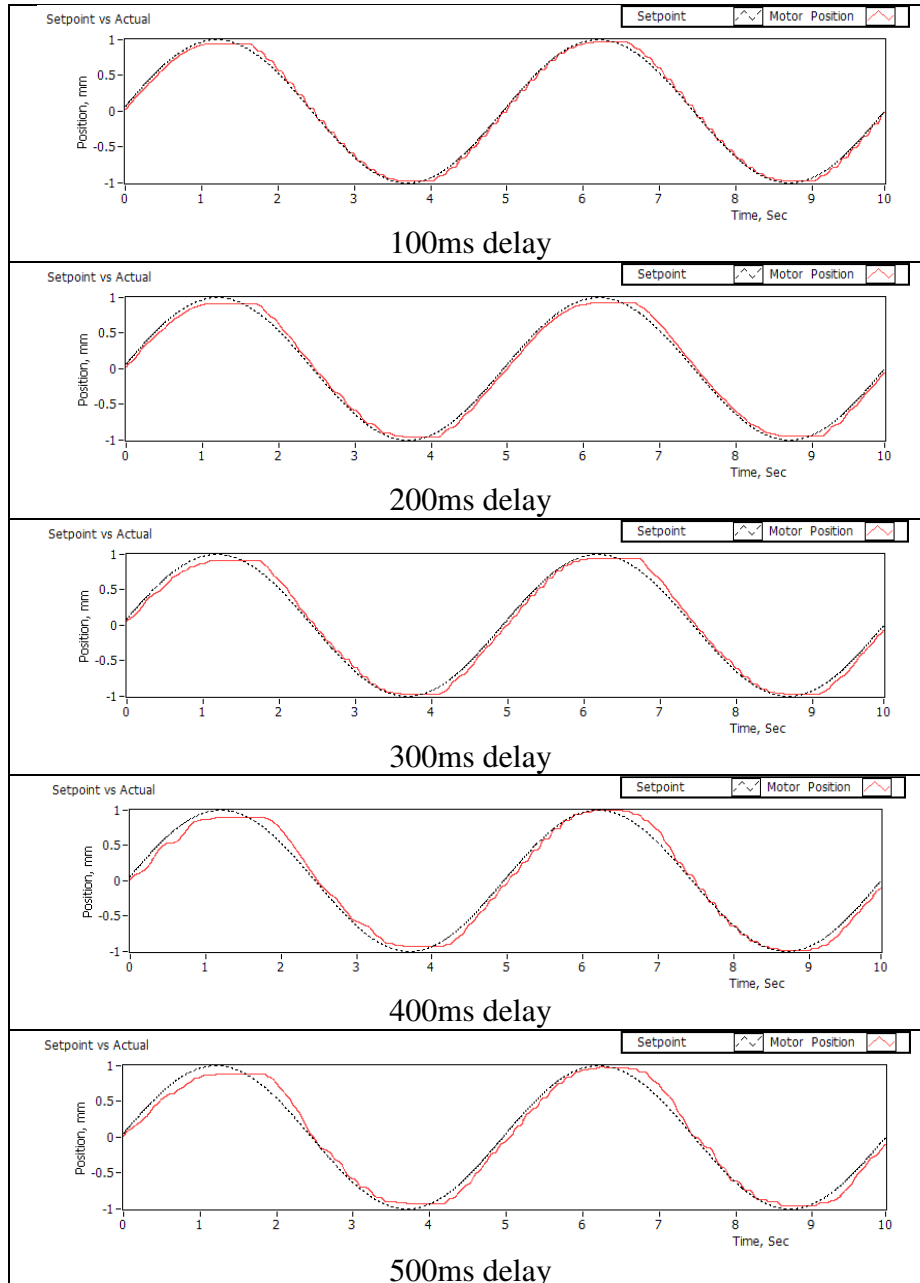 Setpoint vs Actual
Setpoint Motor Position
Position, mm
1
0.5
0
-0.5
-1
0 1 2 3 4 5 6 7 8 9 10
Time, Sec
100ms delay
Setpoint vs Actual
Setpoint Motor Position
Position, mm
1
0.5
0
-0.5
-1
0 1 2 3 4 5 6 7 8 9 10
Time, Sec
200ms delay
Setpoint vs Actual
Setpoint Motor Position
Position, mm
1
0.5
0
-0.5
-1
0 1 2 3 4 5 6 7 8 9 10
Time, Sec
300ms delay
Setpoint vs Actual
Setpoint Motor Position
Position, mm
1
0.5
0
-0.5
-1
0 1 2 3 4 5 6 7 8 9 10
Time, Sec
400ms delay
Setpoint vs Actual
Setpoint Motor Position
Position, mm
1
0.5
0
-0.5
-1
0 1 2 3 4 5 6 7 8 9 10
Time, Sec
500ms delay